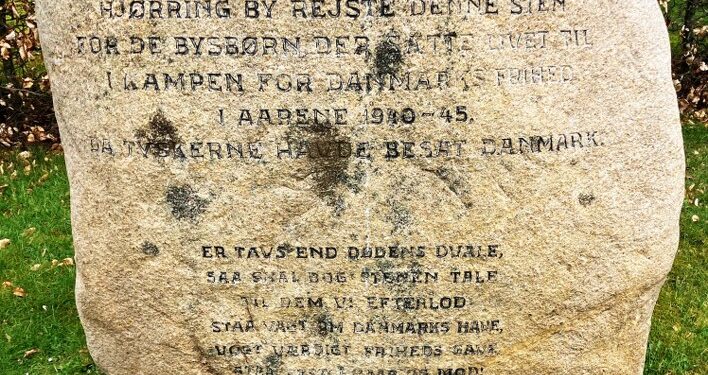 HJØRRING BY REJSTE DENNE STEN
FOR DE BYSBØRN, DER SATTE LIVET TIL
I KAMPEN FOR DANMARKS FRIHED
I AARENE 1940-45.
DA TYSKERNE HAVDE BESAT DANMARK.
ER TAVS END DØDENS DVALE,
SAA SKAL DOG STENEN TALE
TIL DEM VI EFTERLOD
STAA VAGT OM DANMARKS HAVE,
VOGT VÆRDIGT FRIHEDS GAVE
OG MOD!